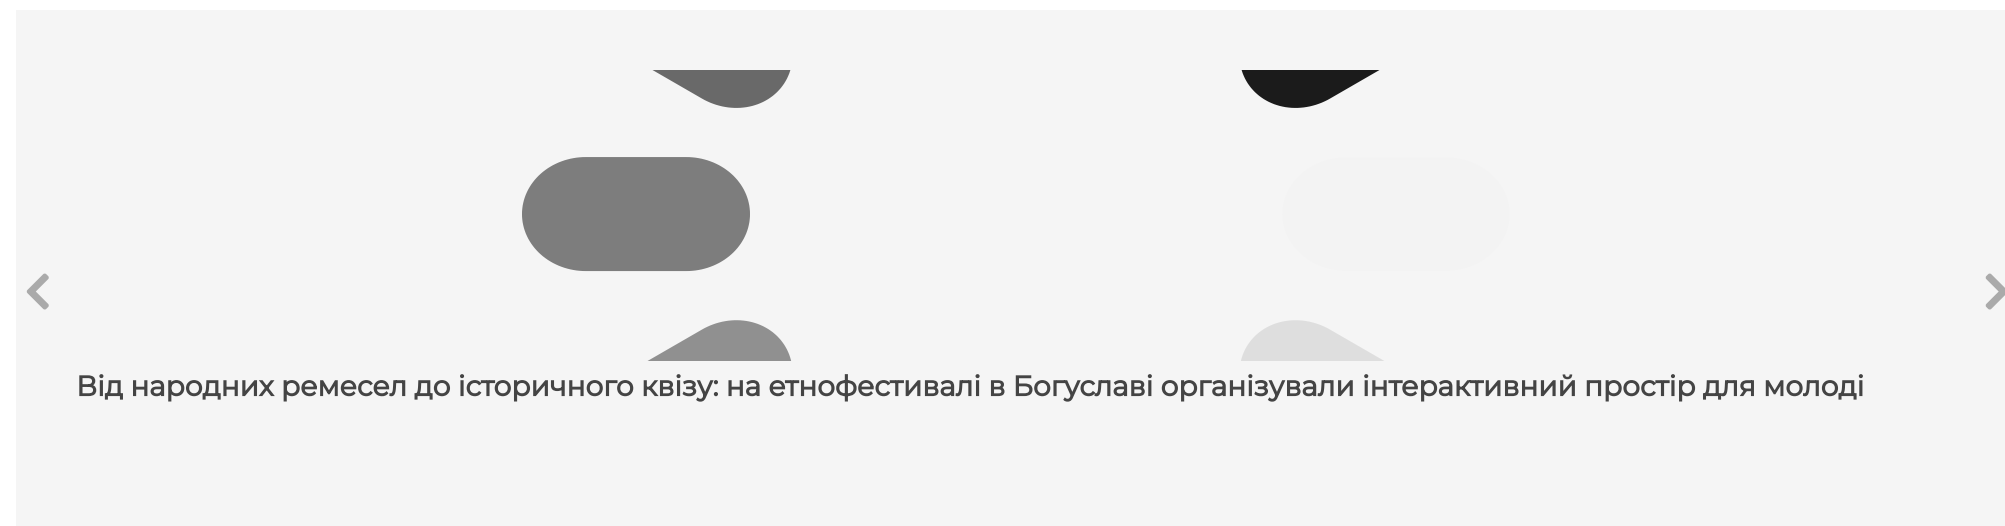 Від народних ремесел до історичного квізу: на етнофестивалі в Богуславі організували інтерактивний простір для молоді